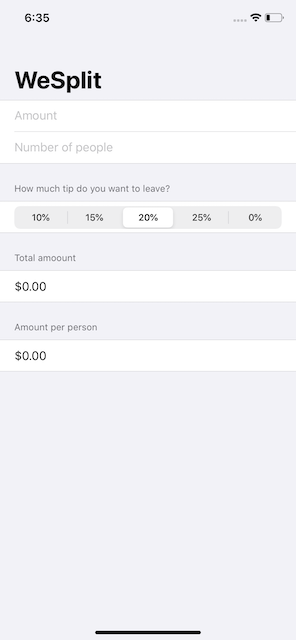 6:35
WeSplit
Amount
Number of people
How much tip do you want to leave?
10% 15% 20% 25% 0%
Total amoount
$0.00
Amount per person
$0.00